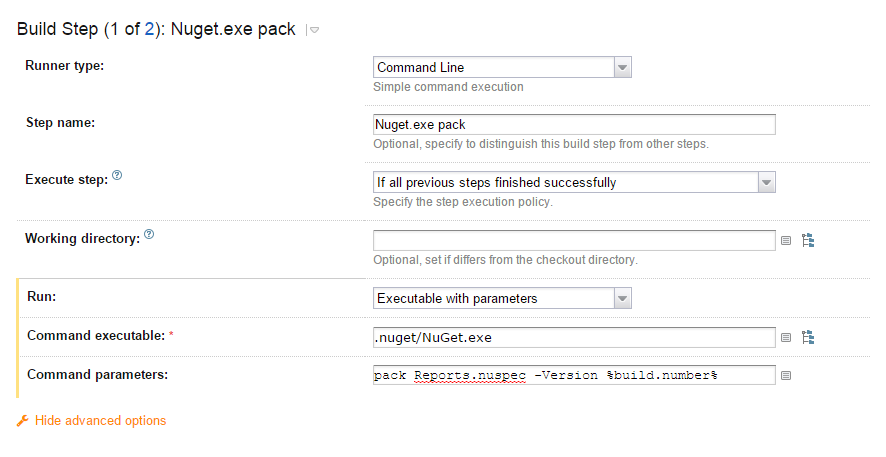 Build Step (1 of 2): Nuget.exe pack
Runner type:
Command Line
Simple command execution
Step name:
Nuget.exe pack
Optional, specify to distinguish this build step from other steps.
Execute step:
If all previous steps finished successfully
Specify the step execution policy.
Working directory:
Optional, set if differs from the checkout directory.
Run:
Executable with parameters
Command executable: *
.nuget/NuGet.exe
Command parameters:
pack Reports.nuspec -Version %build.number%
Hide advanced options